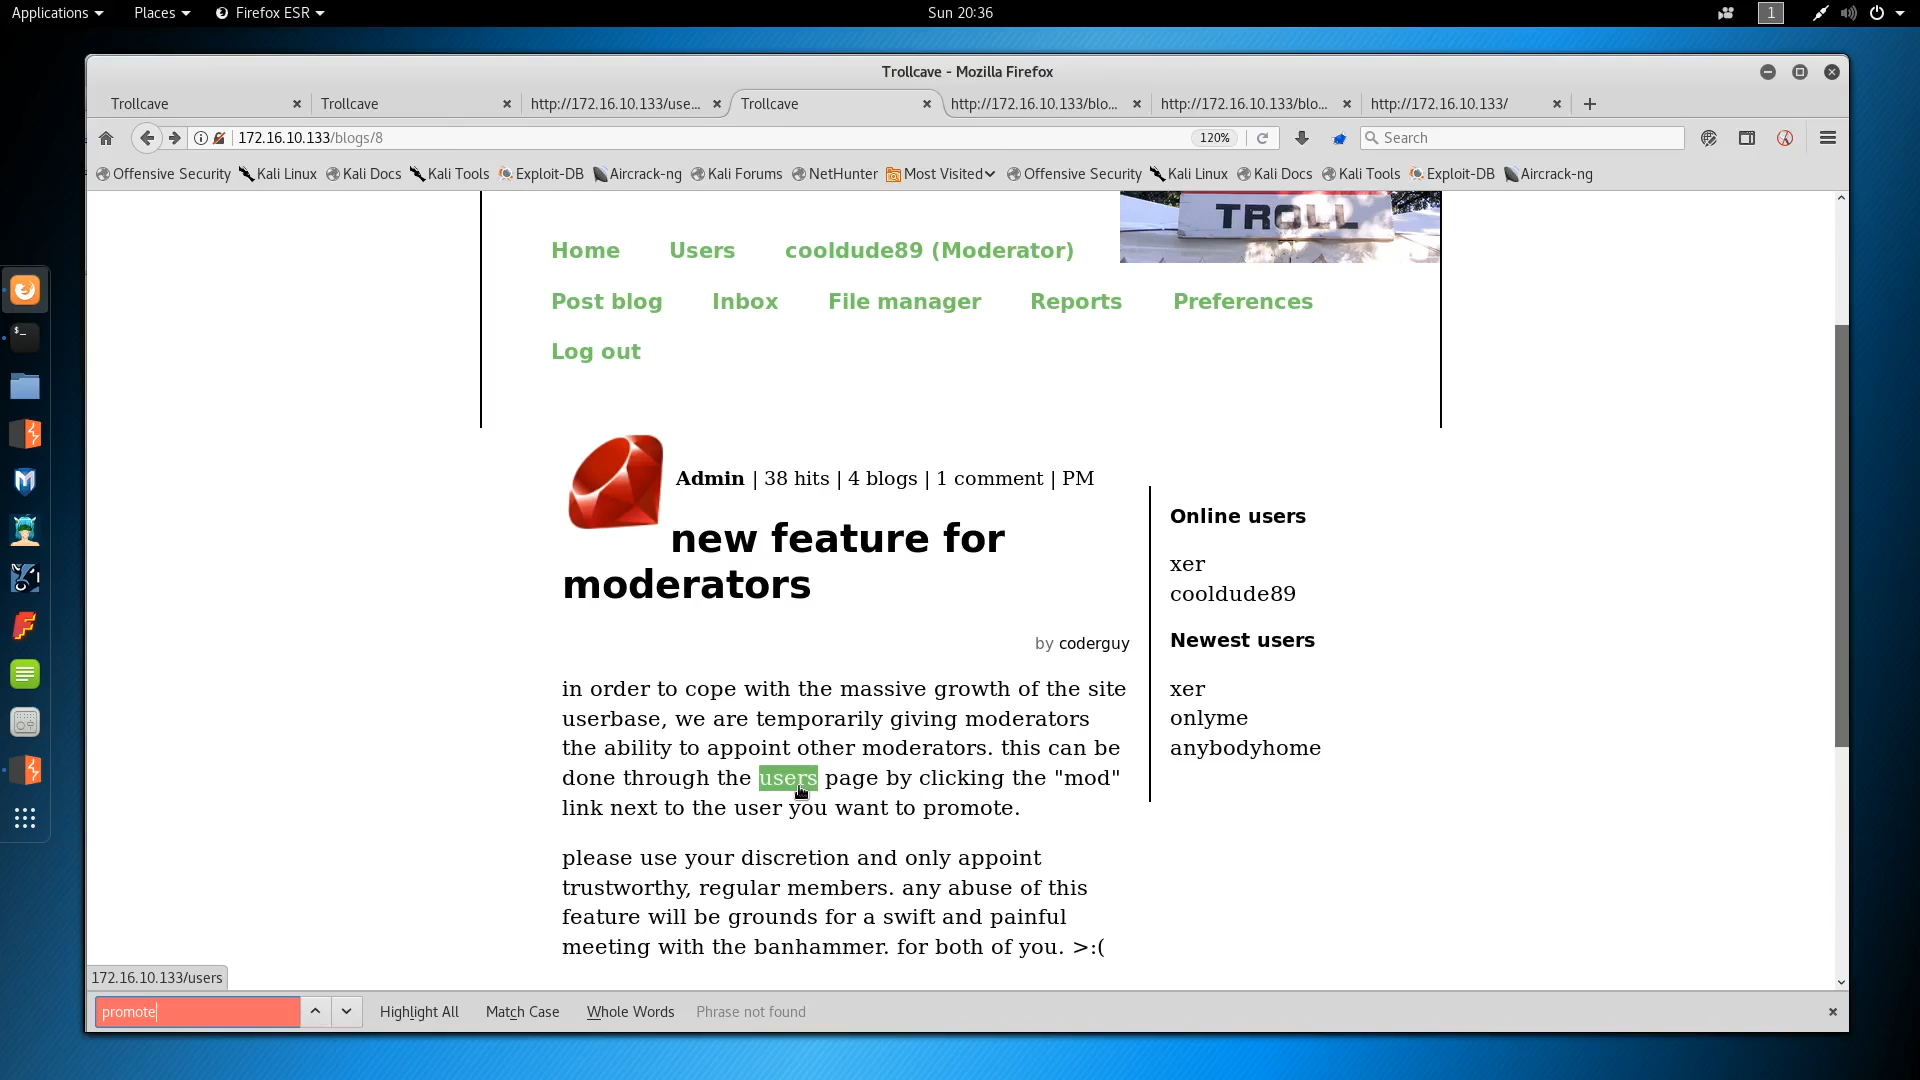 Applications Places Firefox ESR Sun 20:36 1
Trollcave - Mozilla Firefox
Trollcave Trollcave http://172.16.10.133/use... Trollcave http://172.16.10.133/blo... http://172.16.10.133/blo... http://172.16.10.133/
172.16.10.133/blogs/8 120% Search
Offensive Security Kali Linux Kali Docs Kali Tools Exploit-DB Aircrack-ng Kali Forums NetHunter Most Visited Offensive Security Kali Linux Kali Docs Kali Tools Exploit-DB Aircrack-ng
TROLL
Home Users cooldude89 (Moderator)
Post blog Inbox File manager Reports Preferences
Log out
Admin | 38 hits | 4 blogs | 1 comment | PM
new feature for
moderators
by coderguy
in order to cope with the massive growth of the site
userbase, we are temporarily giving moderators
the ability to appoint other moderators. this can be
done through the users page by clicking the "mod"
link next to the user you want to promote.
please use your discretion and only appoint
trustworthy, regular members. any abuse of this
feature will be grounds for a swift and painful
meeting with the banhammer. for both of you. >:(
Online users
xer
cooldude89
Newest users
xer
onlyme
anybodyhome
172.16.10.133/users
promote Highlight All Match Case Whole Words Phrase not found